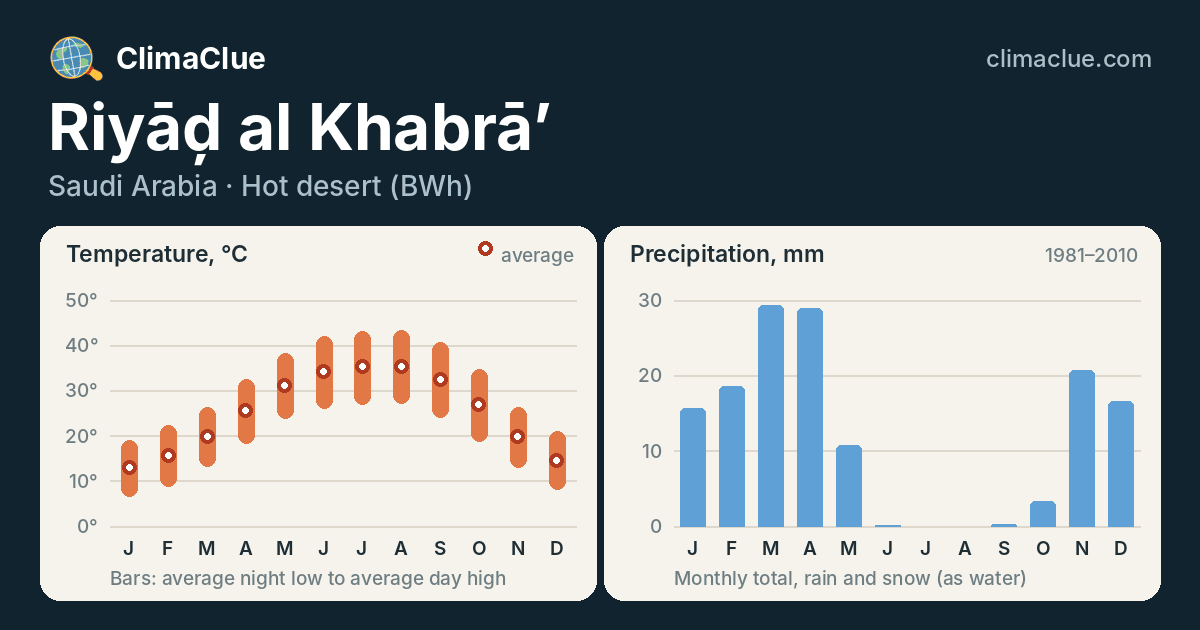 ClimaClue
climaclue.com
Riyāḑ al Khabrā’
Saudi Arabia · Hot desert (BWh)
Temperature, °C
average
50°
40°
30°
20°
10°
0°
J F M A M J J A S O N D
Bars: average night low to average day high
Precipitation, mm
1981–2010
30
20
10
0
J F M A M J J A S O N D
Monthly total, rain and snow (as water)